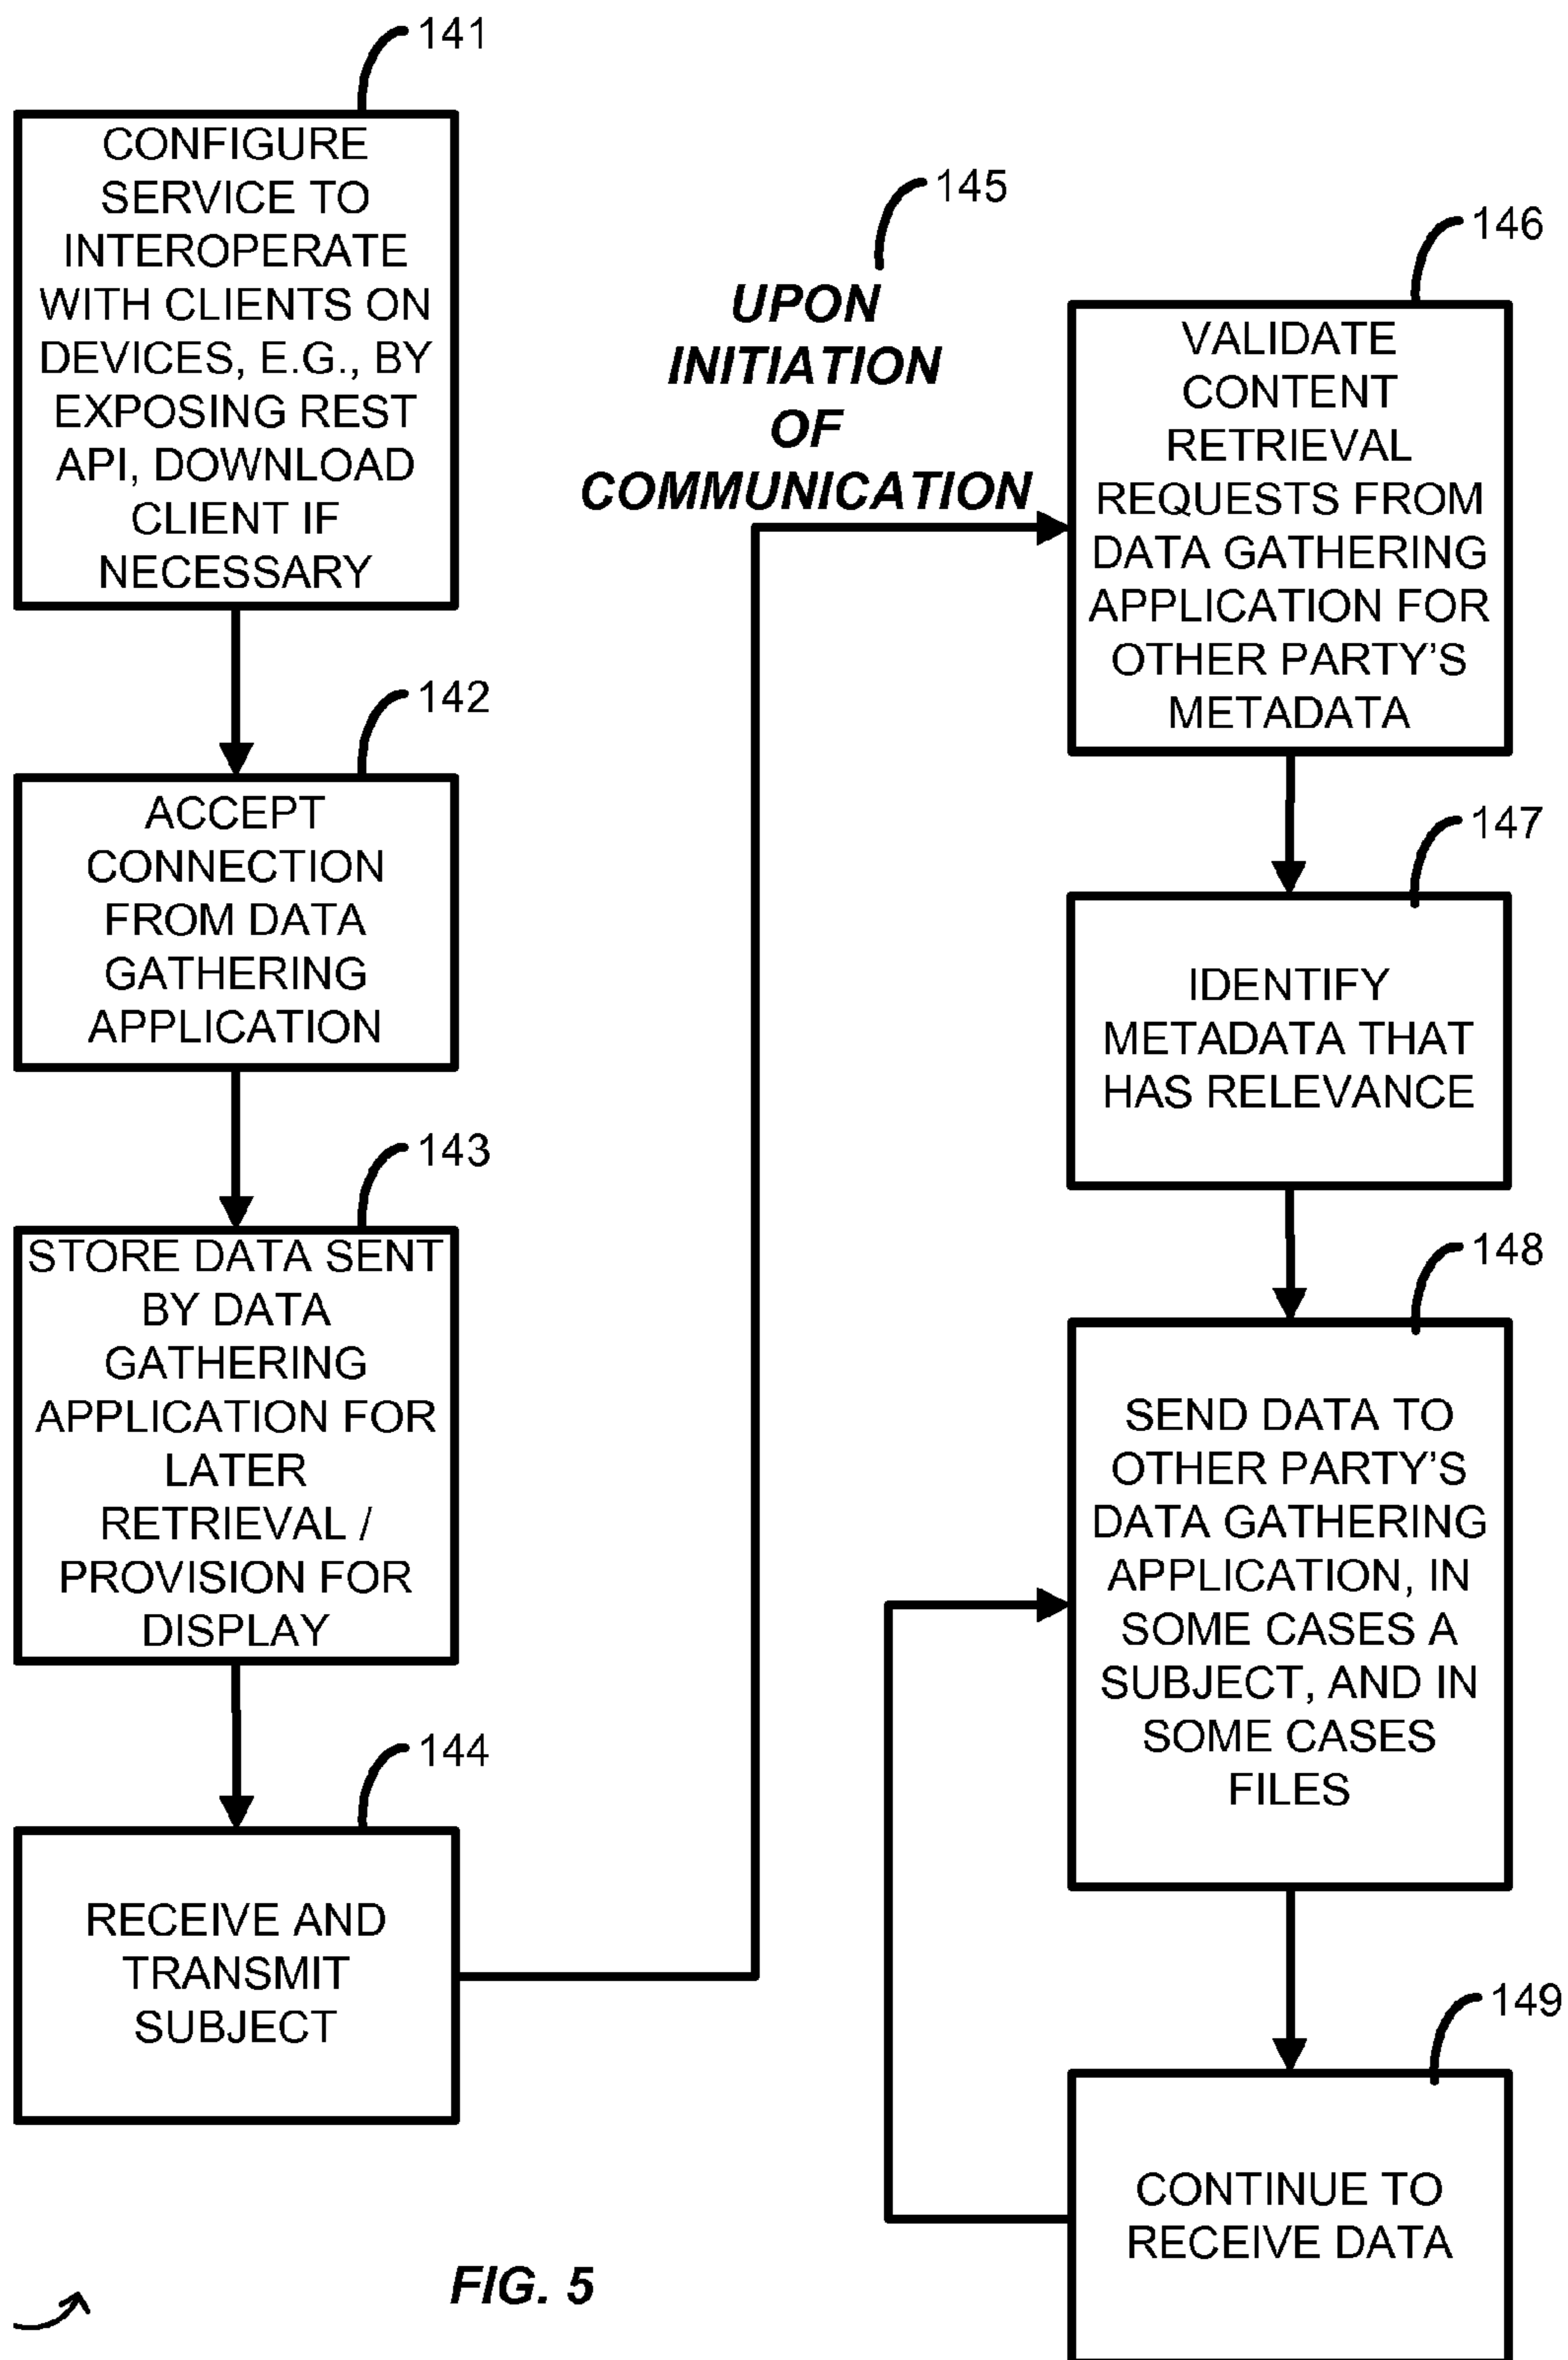 141
CONFIGURE
SERVICE TO
INTEROPERATE
WITH CLIENTS ON
DEVICES, E.G., BY
EXPOSING REST
API, DOWNLOAD
CLIENT IF
NECESSARY
142
ACCEPT
CONNECTION
FROM DATA
GATHERING
APPLICATION
143
STORE DATA SENT
BY DATA
GATHERING
APPLICATION FOR
LATER
RETRIEVAL /
PROVISION FOR
DISPLAY
144
RECEIVE AND
TRANSMIT
SUBJECT
145
UPON
INITIATION
OF
COMMUNICATION
146
VALIDATE
CONTENT
RETRIEVAL
REQUESTS FROM
DATA GATHERING
APPLICATION FOR
OTHER PARTY’S
METADATA
147
IDENTIFY
METADATA THAT
HAS RELEVANCE
148
SEND DATA TO
OTHER PARTY’S
DATA GATHERING
APPLICATION, IN
SOME CASES A
SUBJECT, AND IN
SOME CASES
FILES
149
CONTINUE TO
RECEIVE DATA
FIG. 5